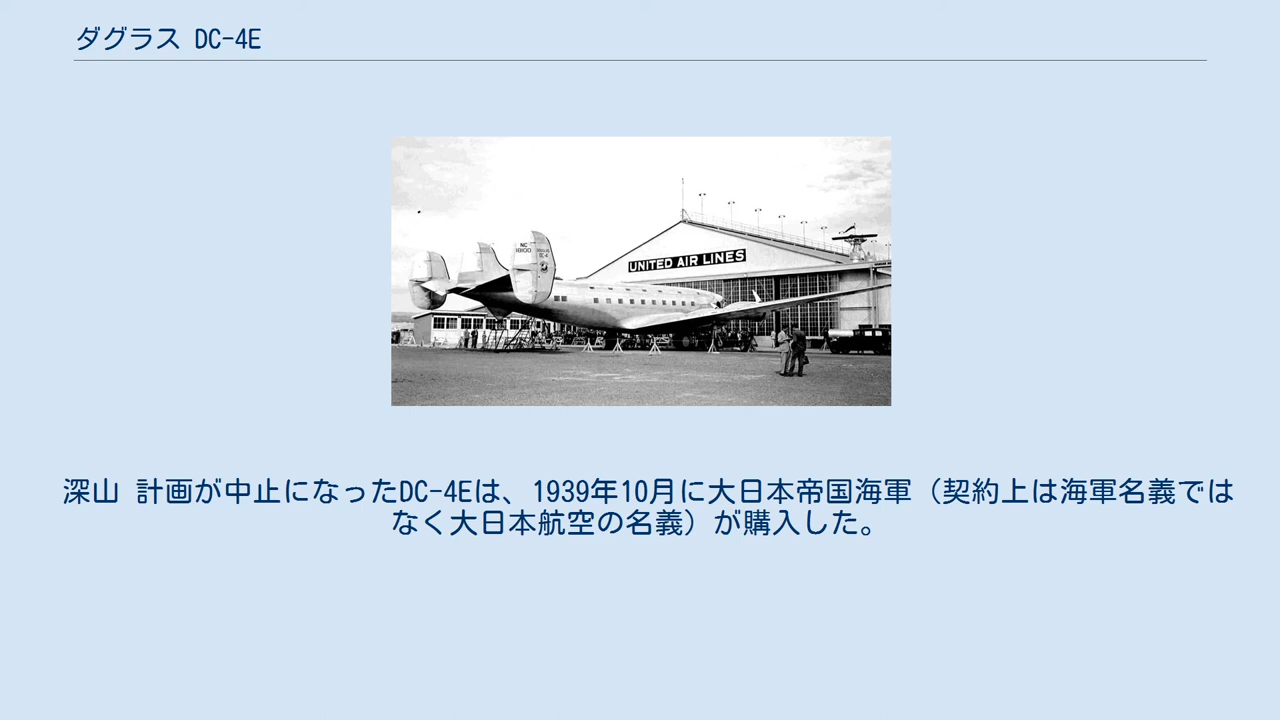 ダグラス DC-4E
NC
18100
UNITED AIR LINES
深山 計画が中止になったDC-4Eは、1939年10月に大日本帝国海軍（契約上は海軍名義では
なく大日本航空の名義）が購入した。